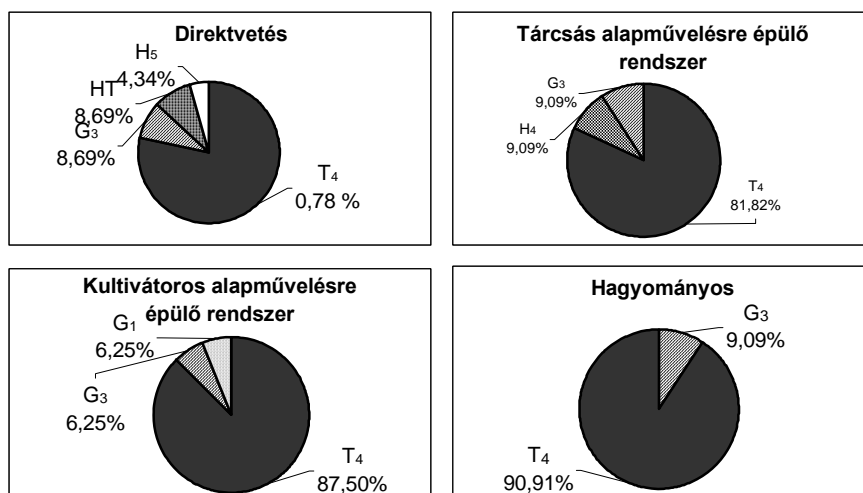 Direktvetés
H5
4,34%
HT
8,69%
G3
8,69%
T4
0,78 %
Tárcsás alapművelésre épülő
rendszer
G3
9,09%
H4
9,09%
T4
81,82%
Kultivátoros alapművelésre
épülő rendszer
G1
6,25%
G3
6,25%
T4
87,50%
Hagyományos
G3
9,09%
T4
90,91%